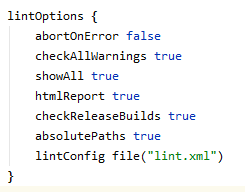 lintOptions {
    abortOnError false
    checkAllWarnings true
    showAll true
    htmlReport true
    checkReleaseBuilds true
    absolutePaths true
    lintConfig file("lint.xml")
}